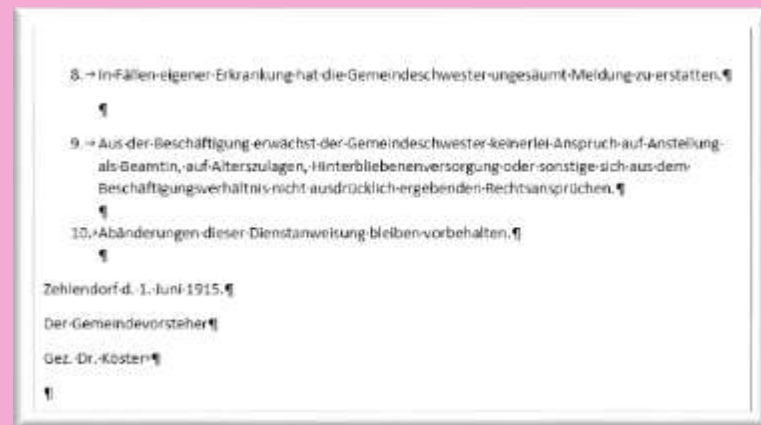 8. In Fällen eigener Erkrankung hat die Gemeindeschwester ungesäumt Meldung zu erstatten.
9. Aus der Beschäftigung erwächst der Gemeindeschwester keinerlei Anspruch auf Anstellung
als Beamtin, auf Alterszulagen, Hinterbliebenenversorgung oder sonstige sich aus dem
Beschäftigungsverhältnis nicht ausdrücklich ergebenden Rechtsansprüchen.
10. Abänderungen dieser Dienstanweisung bleiben vorbehalten.
Zehlendorf d. 1. Juni 1915.
Der Gemeindevorsteher
Gez. Dr. Köster